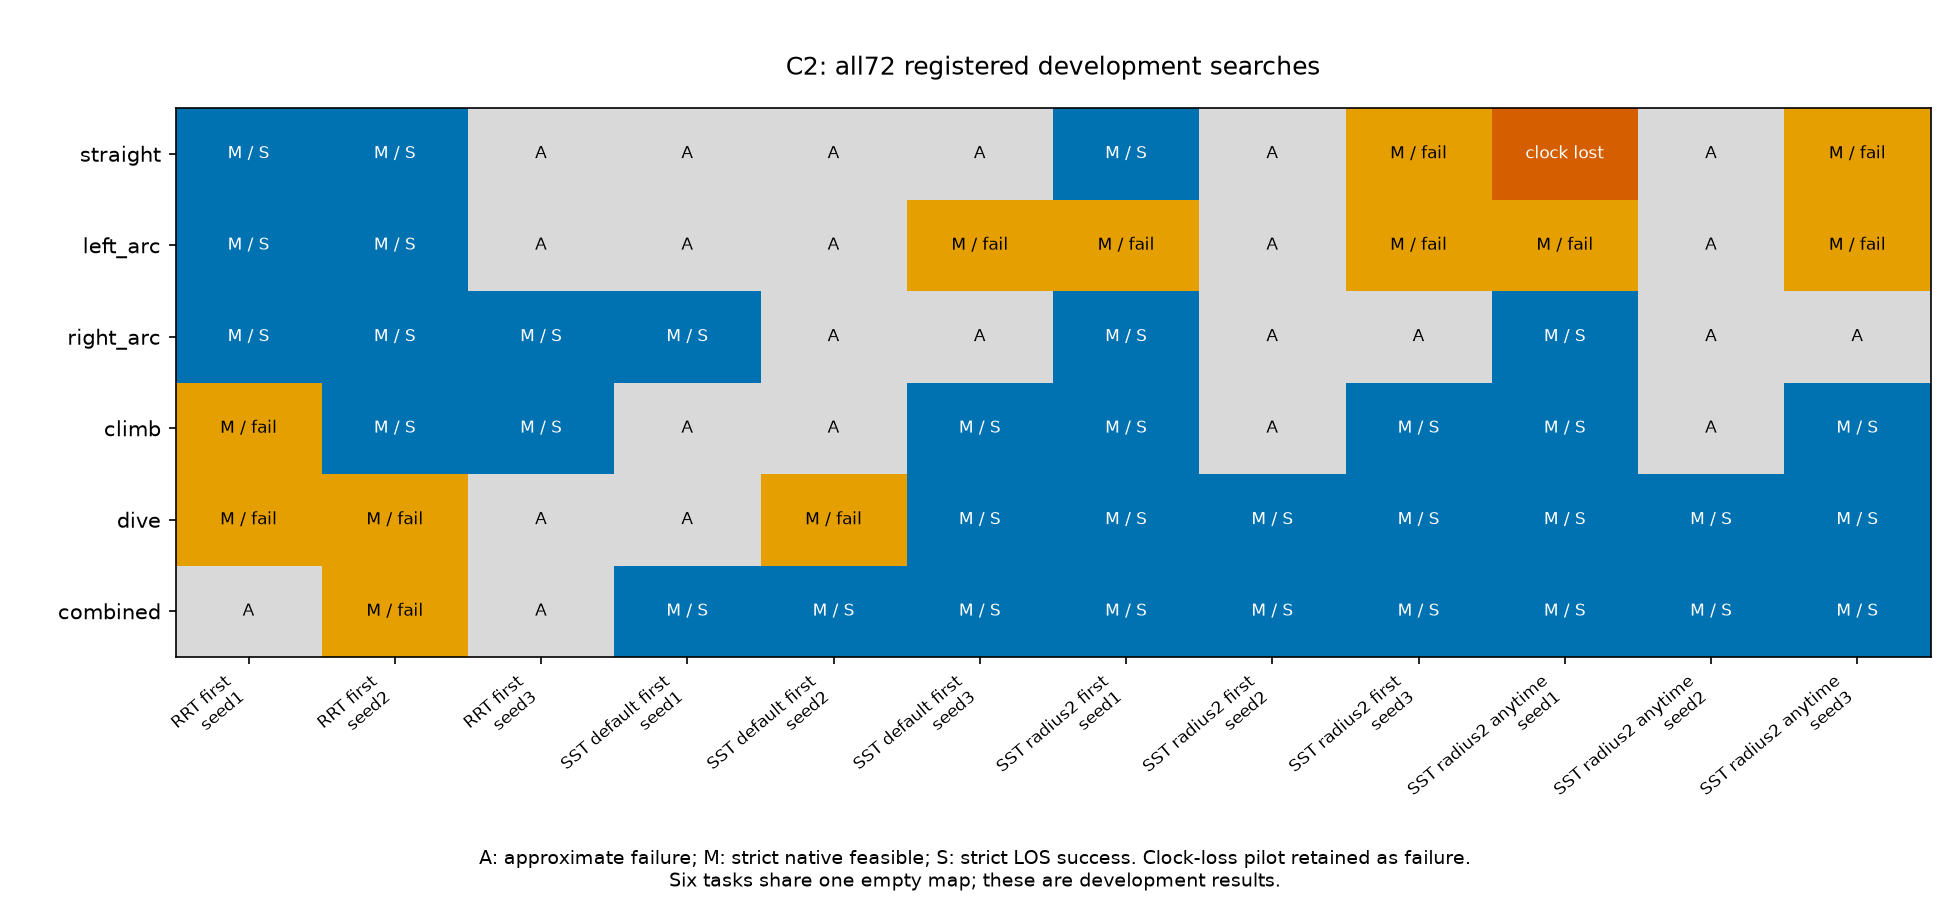 C2: all72 registered development searches
straight M / S M / S A A A A M / S A M / fail clock lost A M / fail
left_arc M / S M / S A A A M / fail M / fail A M / fail M / fail A M / fail
right_arc M / S M / S M / S M / S A A M / S A A M / S A A
climb M / fail M / S M / S A A M / S M / S A M / S M / S A M / S
dive M / fail M / fail A A M / fail M / S M / S M / S M / S M / S M / S M / S
combined A M / fail A M / S M / S M / S M / S M / S M / S M / S M / S M / S
RRT first
seed1
RRT first
seed2
RRT first
seed3
SST default first
seed1
SST default first
seed2
SST default first
seed3
SST radius2 first
seed1
SST radius2 first
seed2
SST radius2 first
seed3
SST radius2 anytime
seed1
SST radius2 anytime
seed2
SST radius2 anytime
seed3
A: approximate failure; M: strict native feasible; S: strict LOS success. Clock-loss pilot retained as failure.
Six tasks share one empty map; these are development results.